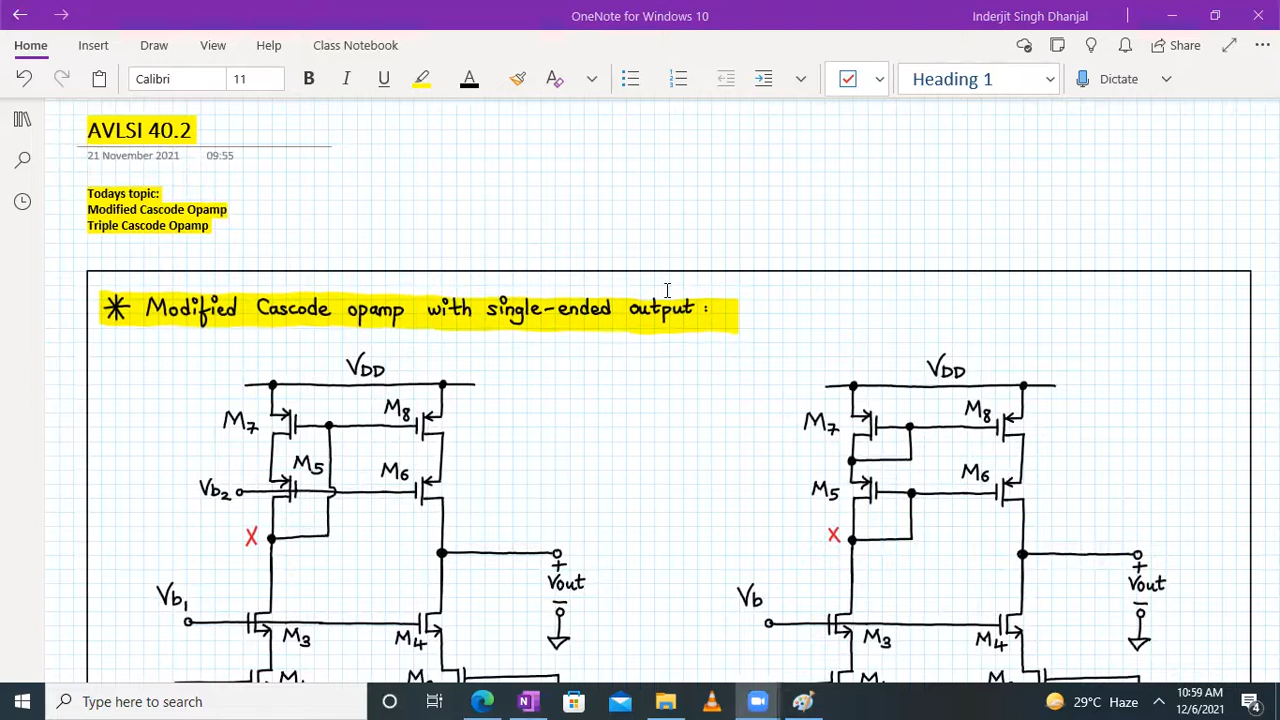 OneNote for Windows 10
Inderjit Singh Dhanjal
Home Insert Draw View Help Class Notebook
Share
Calibri 11 B I U A A Heading 1 Dictate
AVLSI 40.2
21 November 2021 09:55
Todays topic:
Modified Cascode Opamp
Triple Cascode Opamp
* Modified Cascode opamp with single-ended output :
VDD VDD
M7 M8 M7 M8
M5 M6 M5 M6
Vb2
X X
+ +
Vout Vout
- -
Vb1 Vb
M3 M4 M3 M4
Type here to search
29°C Haze
10:59 AM
12/6/2021
4